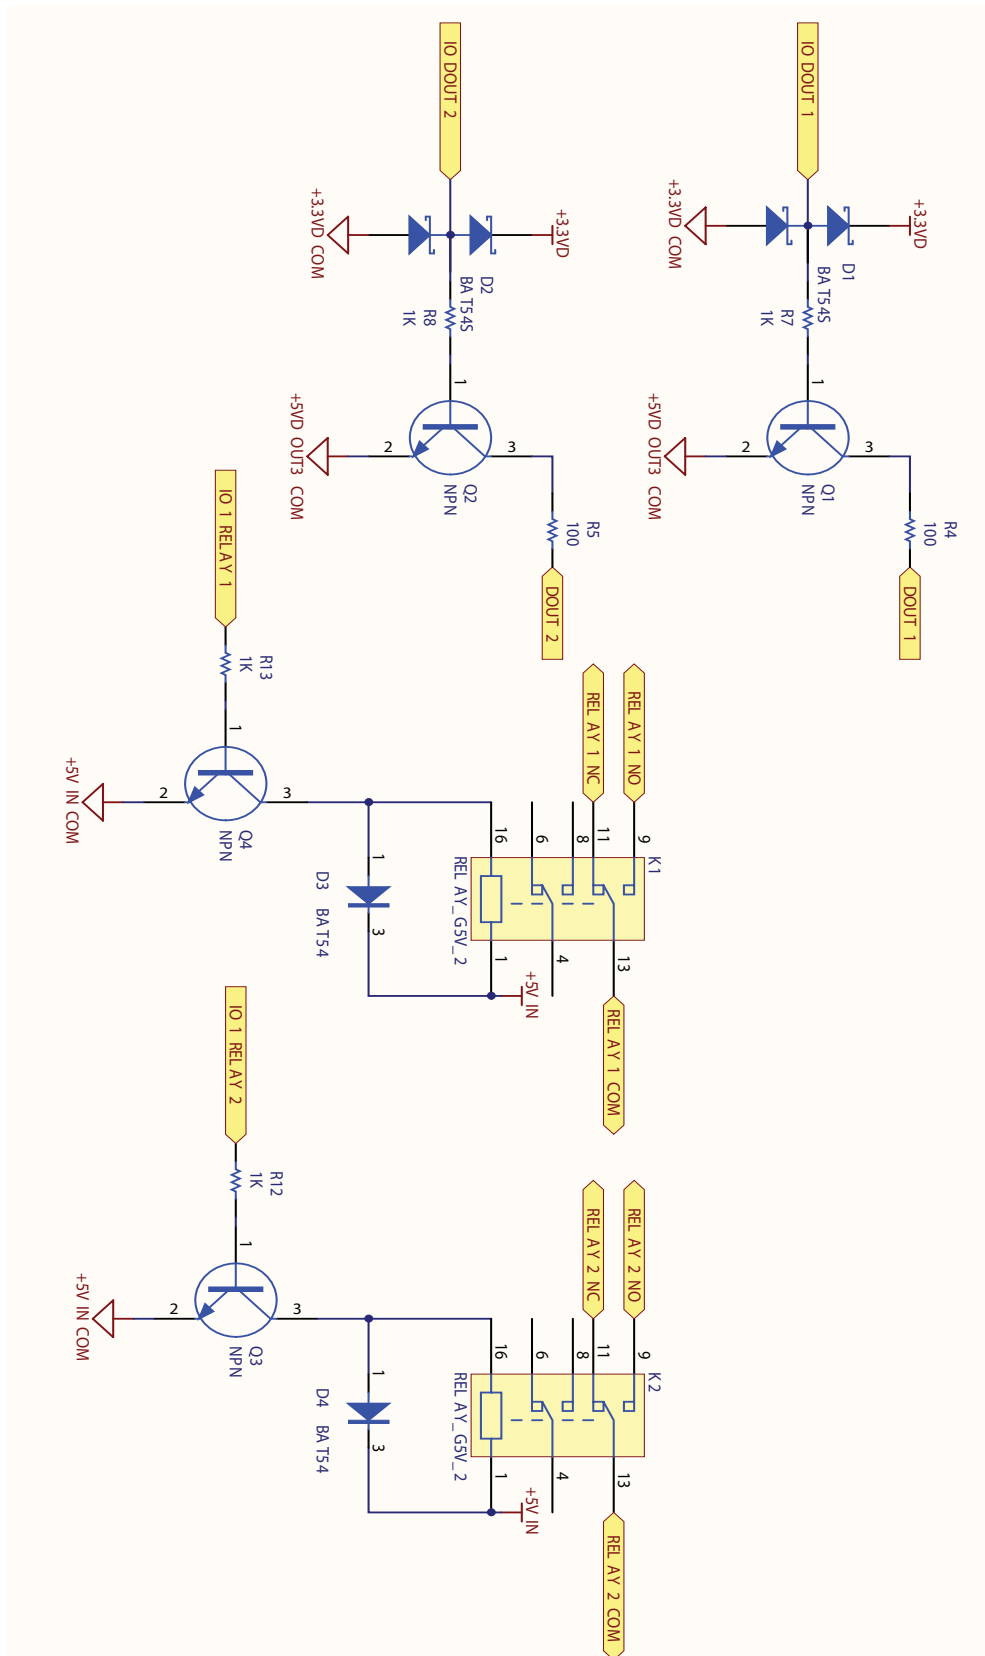 IO DOUT 1
+3.3VD
+3.3VD COM
D1
BAT54S
R7
1K
1
2
3
+5VD OUT3 COM
Q1
NPN
R4
100
DOUT 1
IO DOUT 2
+3.3VD
+3.3VD COM
D2
BAT54S
R8
1K
1
2
3
+5VD OUT3 COM
Q2
NPN
R5
100
DOUT 2
IO 1 RELAY 1
R13
1K
1
2
3
+5V IN COM
Q4
NPN
1
D3 BAT54
3
RELAY 1 NO
RELAY 1 NC
9
11
8
6
16
K1
RELAY_G5V_2
13
4
1
+5V IN
RELAY 1 COM
IO 1 RELAY 2
R12
1K
1
2
3
+5V IN COM
Q3
NPN
1
D4 BAT54
3
RELAY 2 NO
RELAY 2 NC
9
11
8
6
16
K2
RELAY_G5V_2
13
4
1
+5V IN
RELAY 2 COM